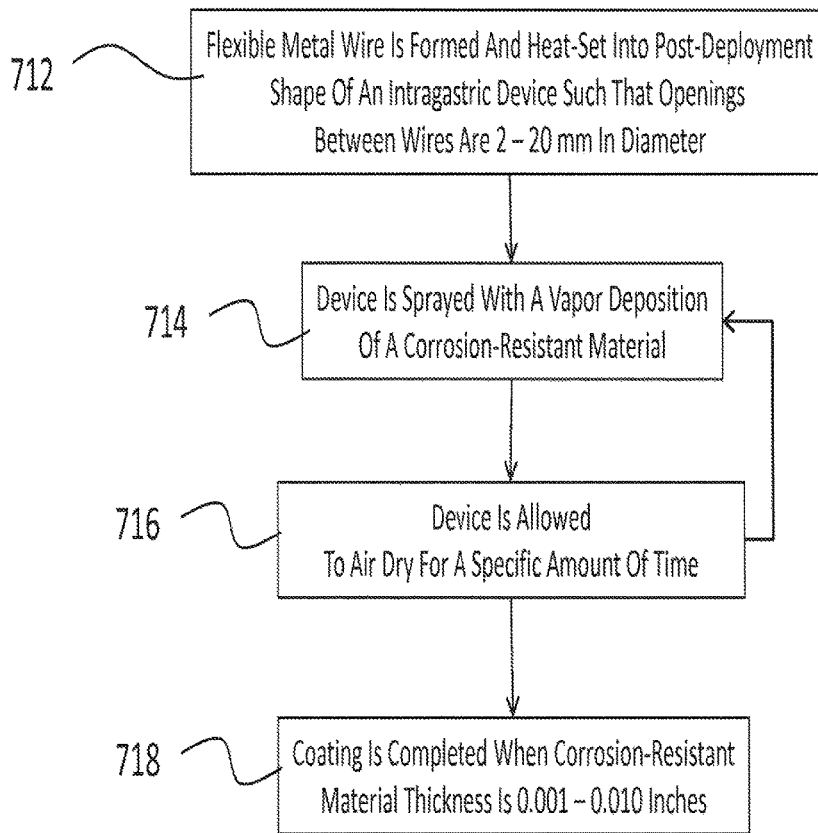 712
Flexible Metal Wire Is Formed And Heat-Set Into Post-Deployment
Shape Of An Intragastric Device Such That Openings
Between Wires Are 2 – 20 mm In Diameter
714
Device Is Sprayed With A Vapor Deposition
Of A Corrosion-Resistant Material
716
Device Is Allowed
To Air Dry For A Specific Amount Of Time
718
Coating Is Completed When Corrosion-Resistant
Material Thickness Is 0.001 – 0.010 Inches